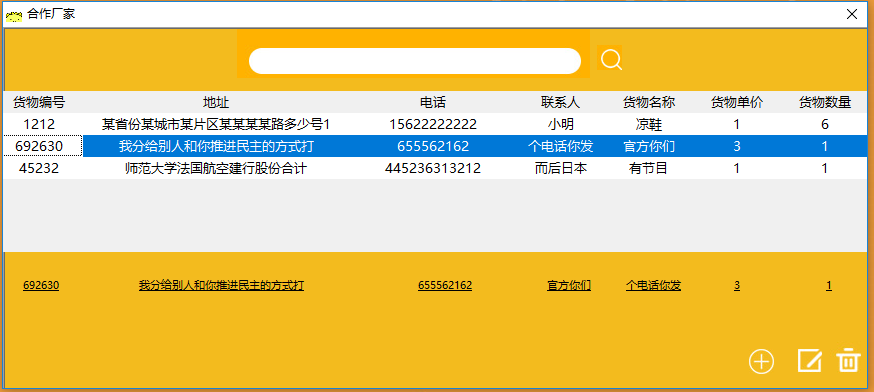 合作厂家
货物编号 地址 电话 联系人 货物名称 货物单价 货物数量
1212 某省份某城市某片区某某某某路多少号1 15622222222 小明 凉鞋 1 6
692630 我分给别人和你推进民主的方式打 655562162 个电话你发 官方你们 3 1
45232 师范大学法国航空建行股份合计 445236313212 而后日本 有节目 1 1
692630 我分给别人和你推进民主的方式打 655562162 官方你们 个电话你发 3 1